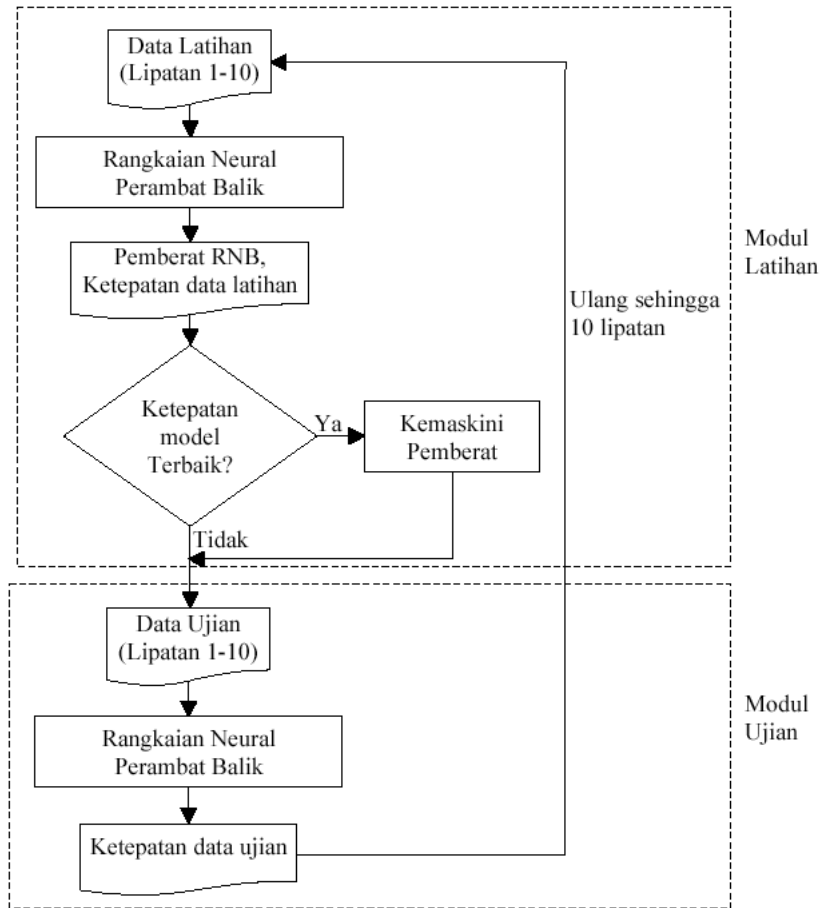 Data Latihan
(Lipatan 1-10)
Rangkaian Neural
Perambat Balik
Pemberat RNB,
Ketepatan data latihan
Ketepatan
model
Terbaik?
Ya
Kemaskini
Pemberat
Tidak
Ulang sehingga
10 lipatan
Modul
Latihan
Data Ujian
(Lipatan 1-10)
Rangkaian Neural
Perambat Balik
Ketepatan data ujian
Modul
Ujian